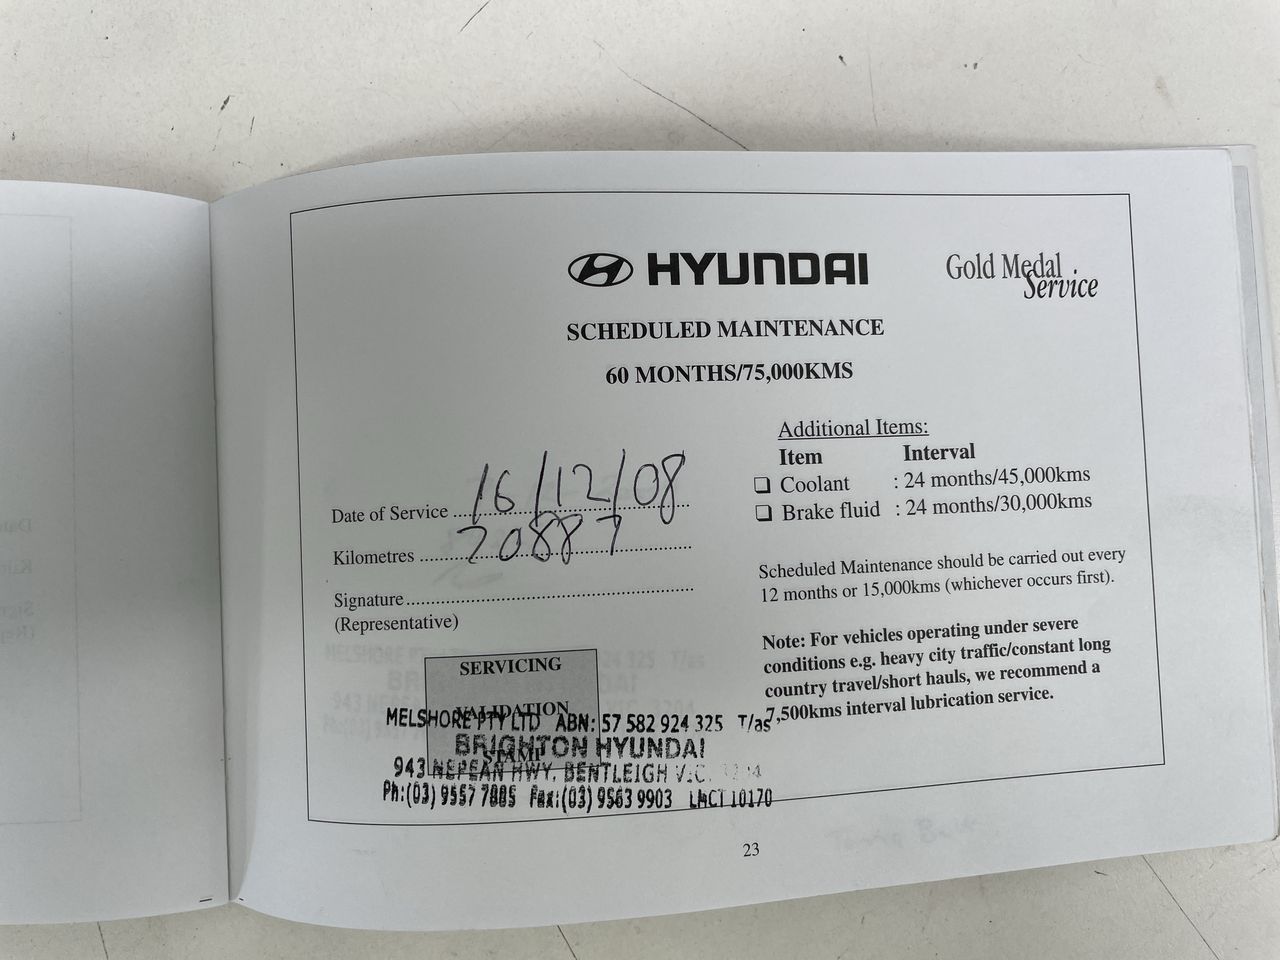 HYUNDAI
Gold Medal
Service
SCHEDULED MAINTENANCE
60 MONTHS/75,000KMS
Date of Service 16/12/08
Kilometres 20887
Signature
(Representative)
Additional Items:
Item Interval
❏ Coolant : 24 months/45,000kms
❏ Brake fluid : 24 months/30,000kms
Scheduled Maintenance should be carried out every
12 months or 15,000kms (whichever occurs first).
Note: For vehicles operating under severe
conditions e.g. heavy city traffic/constant long
country travel/short hauls, we recommend a
7,500kms interval lubrication service.
SERVICING
VALIDATION
STAMP
MELSHORE PTY LTD ABN: 57 582 924 325 T/as
BRIGHTON HYUNDAI
943 NEPEAN HWY. BENTLEIGH VIC. 3204
Ph:(03) 9557 7885 Fax:(03) 9563 9903 LMCT 10170
23